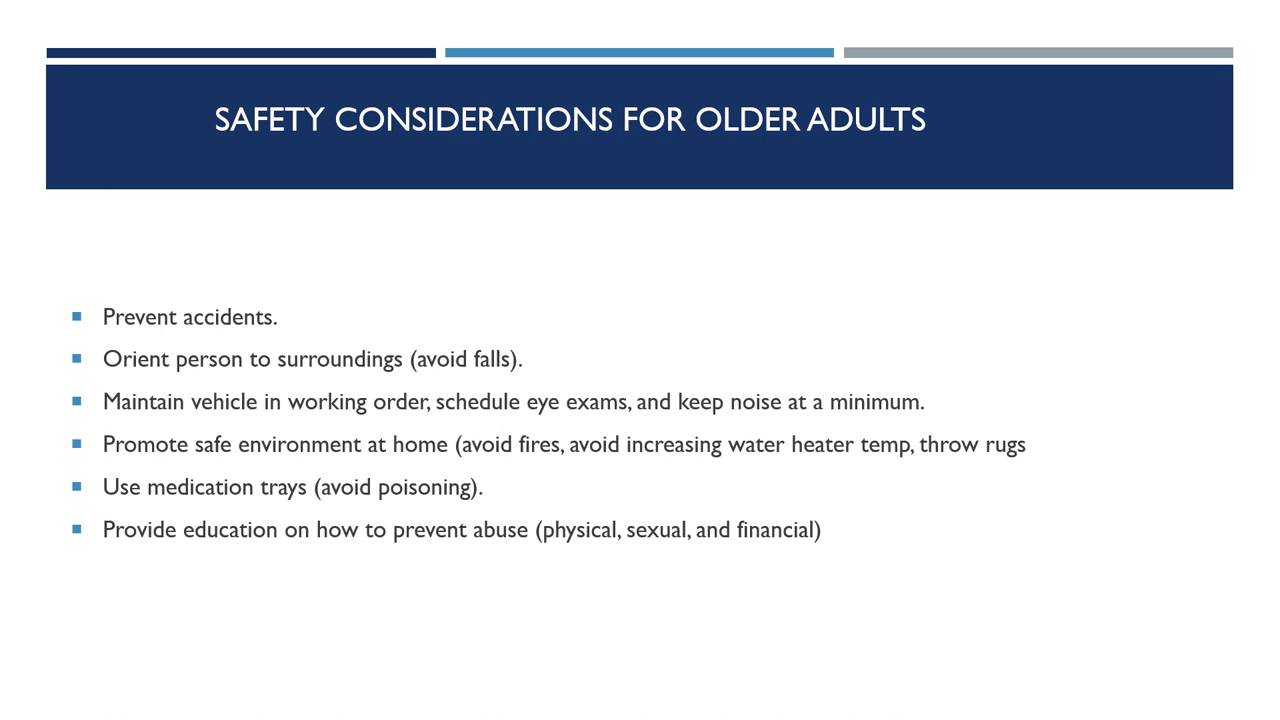 SAFETY CONSIDERATIONS FOR OLDER ADULTS
Prevent accidents.
Orient person to surroundings (avoid falls).
Maintain vehicle in working order, schedule eye exams, and keep noise at a minimum.
Promote safe environment at home (avoid fires, avoid increasing water heater temp, throw rugs
Use medication trays (avoid poisoning).
Provide education on how to prevent abuse (physical, sexual, and financial)